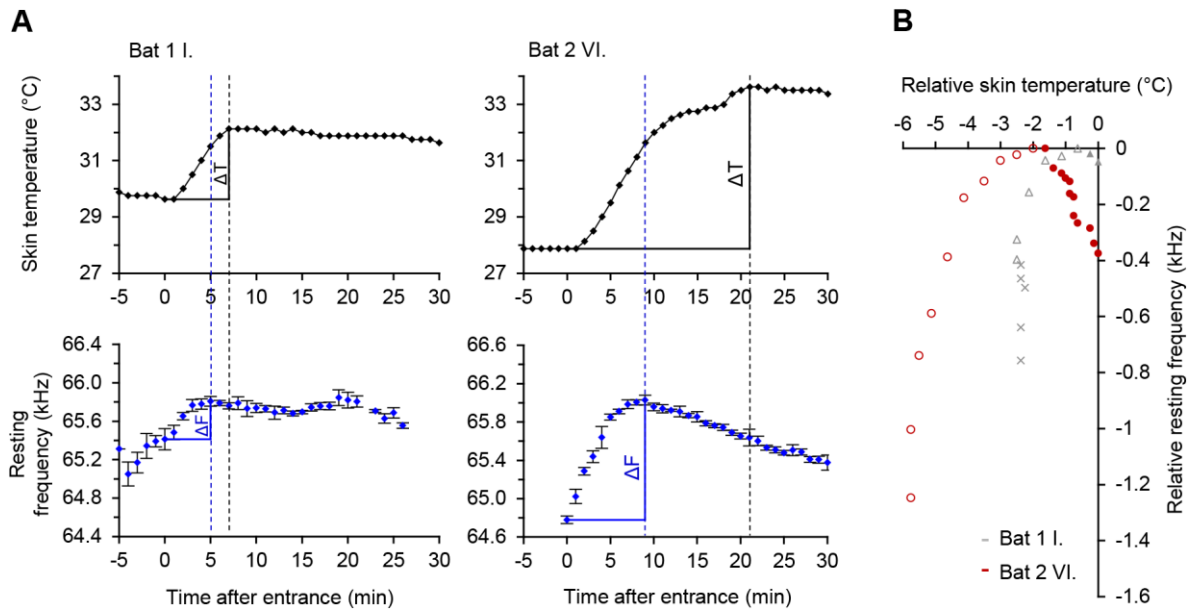 A
B
Bat 1 I.
Bat 2 VI.
Skin temperature (°C)
33
31
29
27
ΔT
-5 0 5 10 15 20 25 30
33
31
29
27
ΔT
-5 0 5 10 15 20 25 30
Resting
frequency (kHz)
66.4
66.0
65.6
65.2
64.8
64.4
ΔF
-5 0 5 10 15 20 25 30
Time after entrance (min)
66.6
66.2
65.8
65.4
65.0
64.6
ΔF
-5 0 5 10 15 20 25 30
Time after entrance (min)
Relative skin temperature (°C)
-6 -5 -4 -3 -2 -1 0
0
-0.2
-0.4
-0.6
-0.8
-1
-1.2
-1.4
-1.6
Relative resting frequency (kHz)
Bat 1 I.
Bat 2 VI.